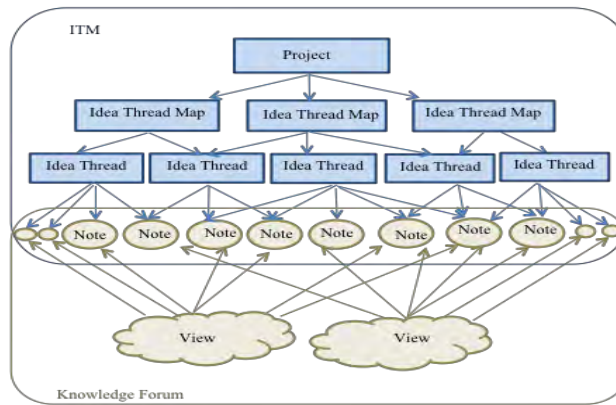 ITM
Project
Idea Thread Map Idea Thread Map Idea Thread Map
Idea Thread Idea Thread Idea Thread Idea Thread Idea Thread
Note Note Note Note Note Note Note Note
View View
Knowledge Forum